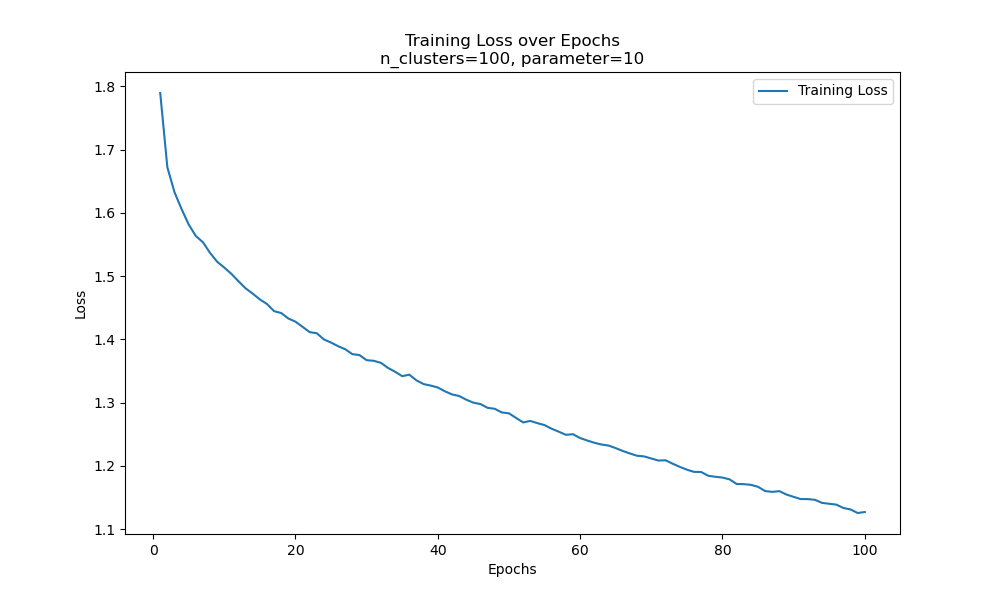 Training Loss over Epochs
n_clusters=100, parameter=10
Training Loss
1.8
1.7
1.6
1.5
1.4
1.3
1.2
1.1
Loss
0 20 40 60 80 100
Epochs